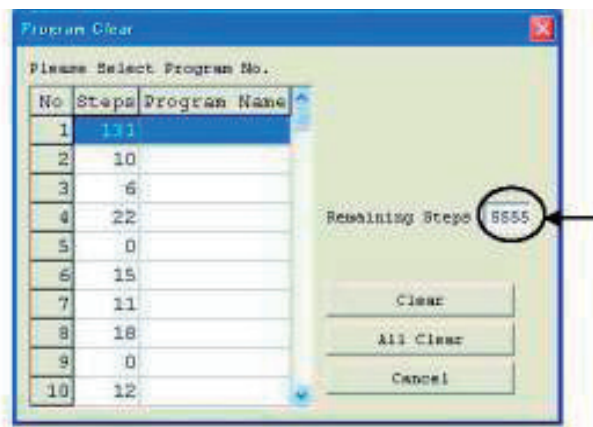 Program Clear
Please Select Program No.
No Steps Program Name
1 131
2 10
3 6
4 22
5 0
6 15
7 11
8 18
9 0
10 12
Remaining Steps
Clear
All Clear
Cancel